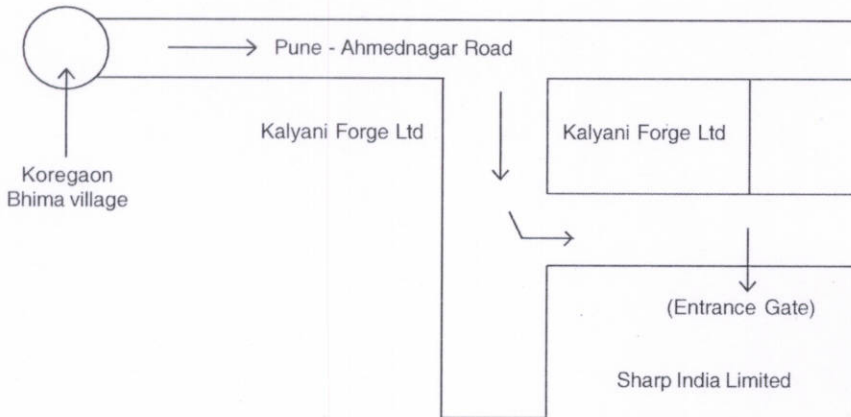 Pune - Ahmednagar Road
Kalyani Forge Ltd
Kalyani Forge Ltd
Koregaon
Bhima village
(Entrance Gate)
Sharp India Limited